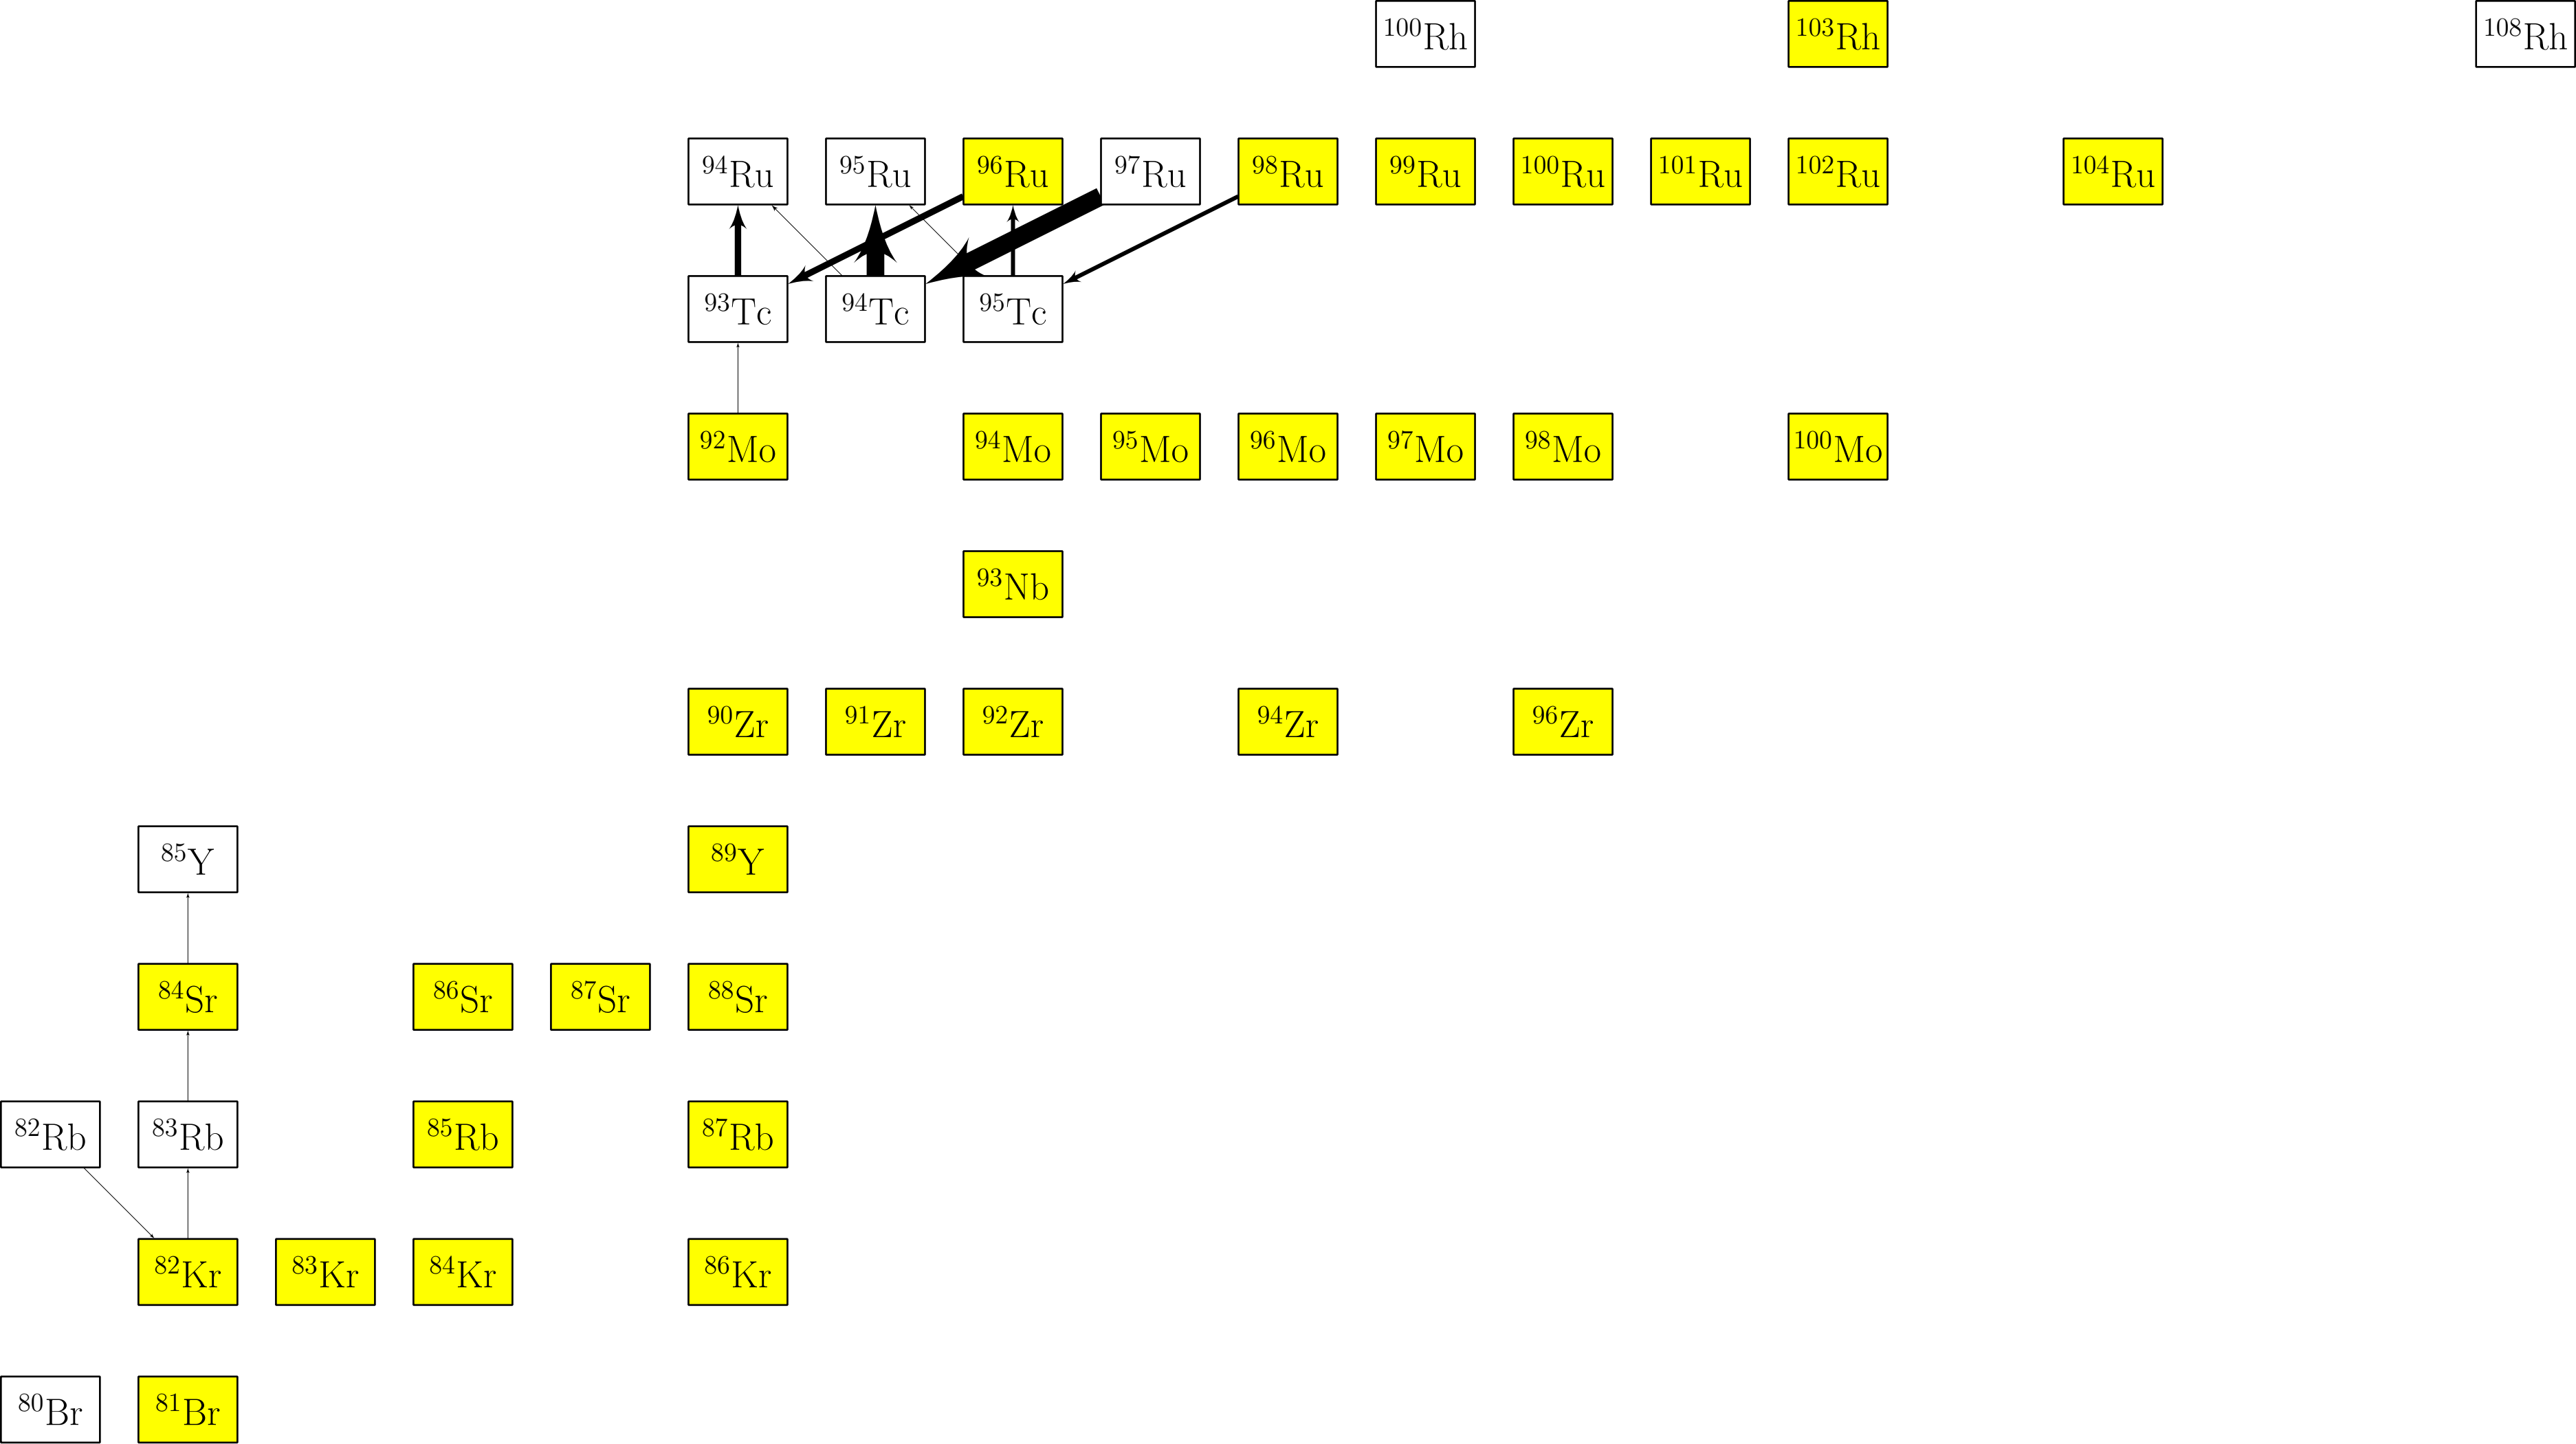 ¹⁰⁰Rh ¹⁰³Rh ¹⁰⁸Rh
⁹⁴Ru ⁹⁵Ru ⁹⁶Ru ⁹⁷Ru ⁹⁸Ru ⁹⁹Ru ¹⁰⁰Ru ¹⁰¹Ru ¹⁰²Ru ¹⁰⁴Ru
⁹³Tc ⁹⁴Tc ⁹⁵Tc
⁹²Mo ⁹⁴Mo ⁹⁵Mo ⁹⁶Mo ⁹⁷Mo ⁹⁸Mo ¹⁰⁰Mo
⁹³Nb
⁹⁰Zr ⁹¹Zr ⁹²Zr ⁹⁴Zr ⁹⁶Zr
⁸⁵Y ⁸⁹Y
⁸⁴Sr ⁸⁶Sr ⁸⁷Sr ⁸⁸Sr
⁸²Rb ⁸³Rb ⁸⁵Rb ⁸⁷Rb
⁸²Kr ⁸³Kr ⁸⁴Kr ⁸⁶Kr
⁸⁰Br ⁸¹Br